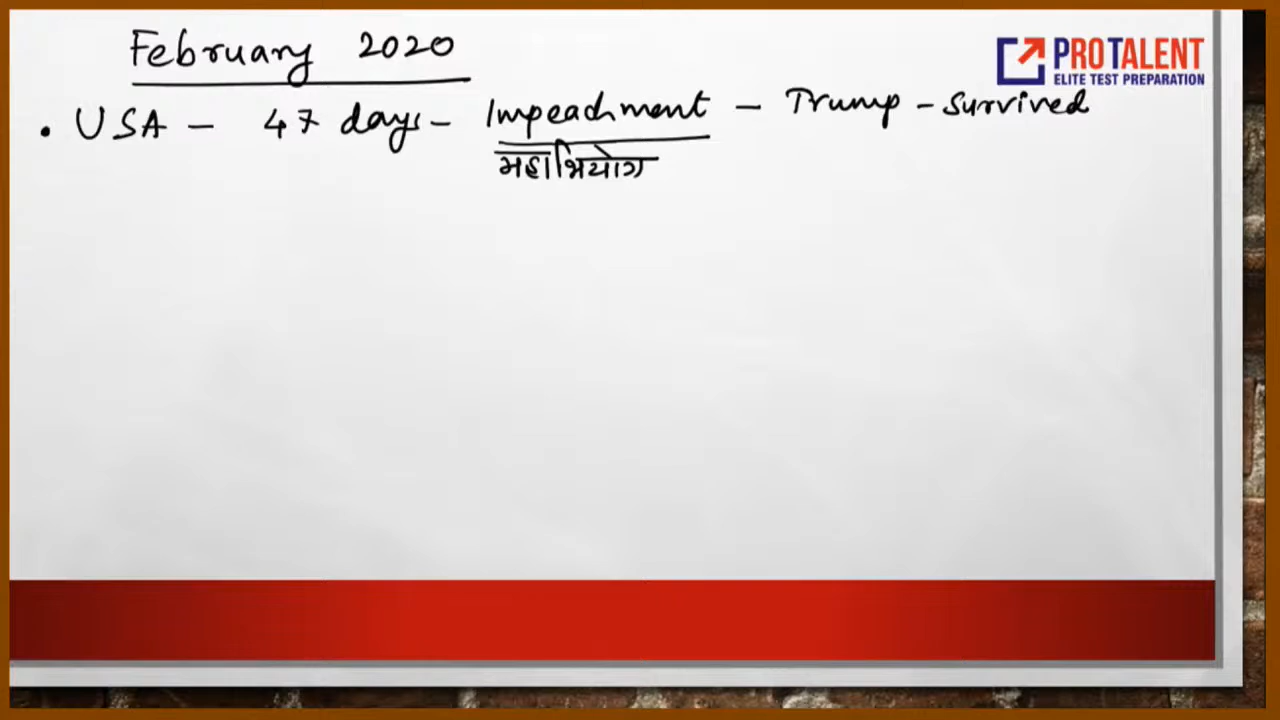 February 2020
PROTALENT
ELITE TEST PREPARATION
• USA - 47 days - Impeachment - Trump - Survived
महाभियोग